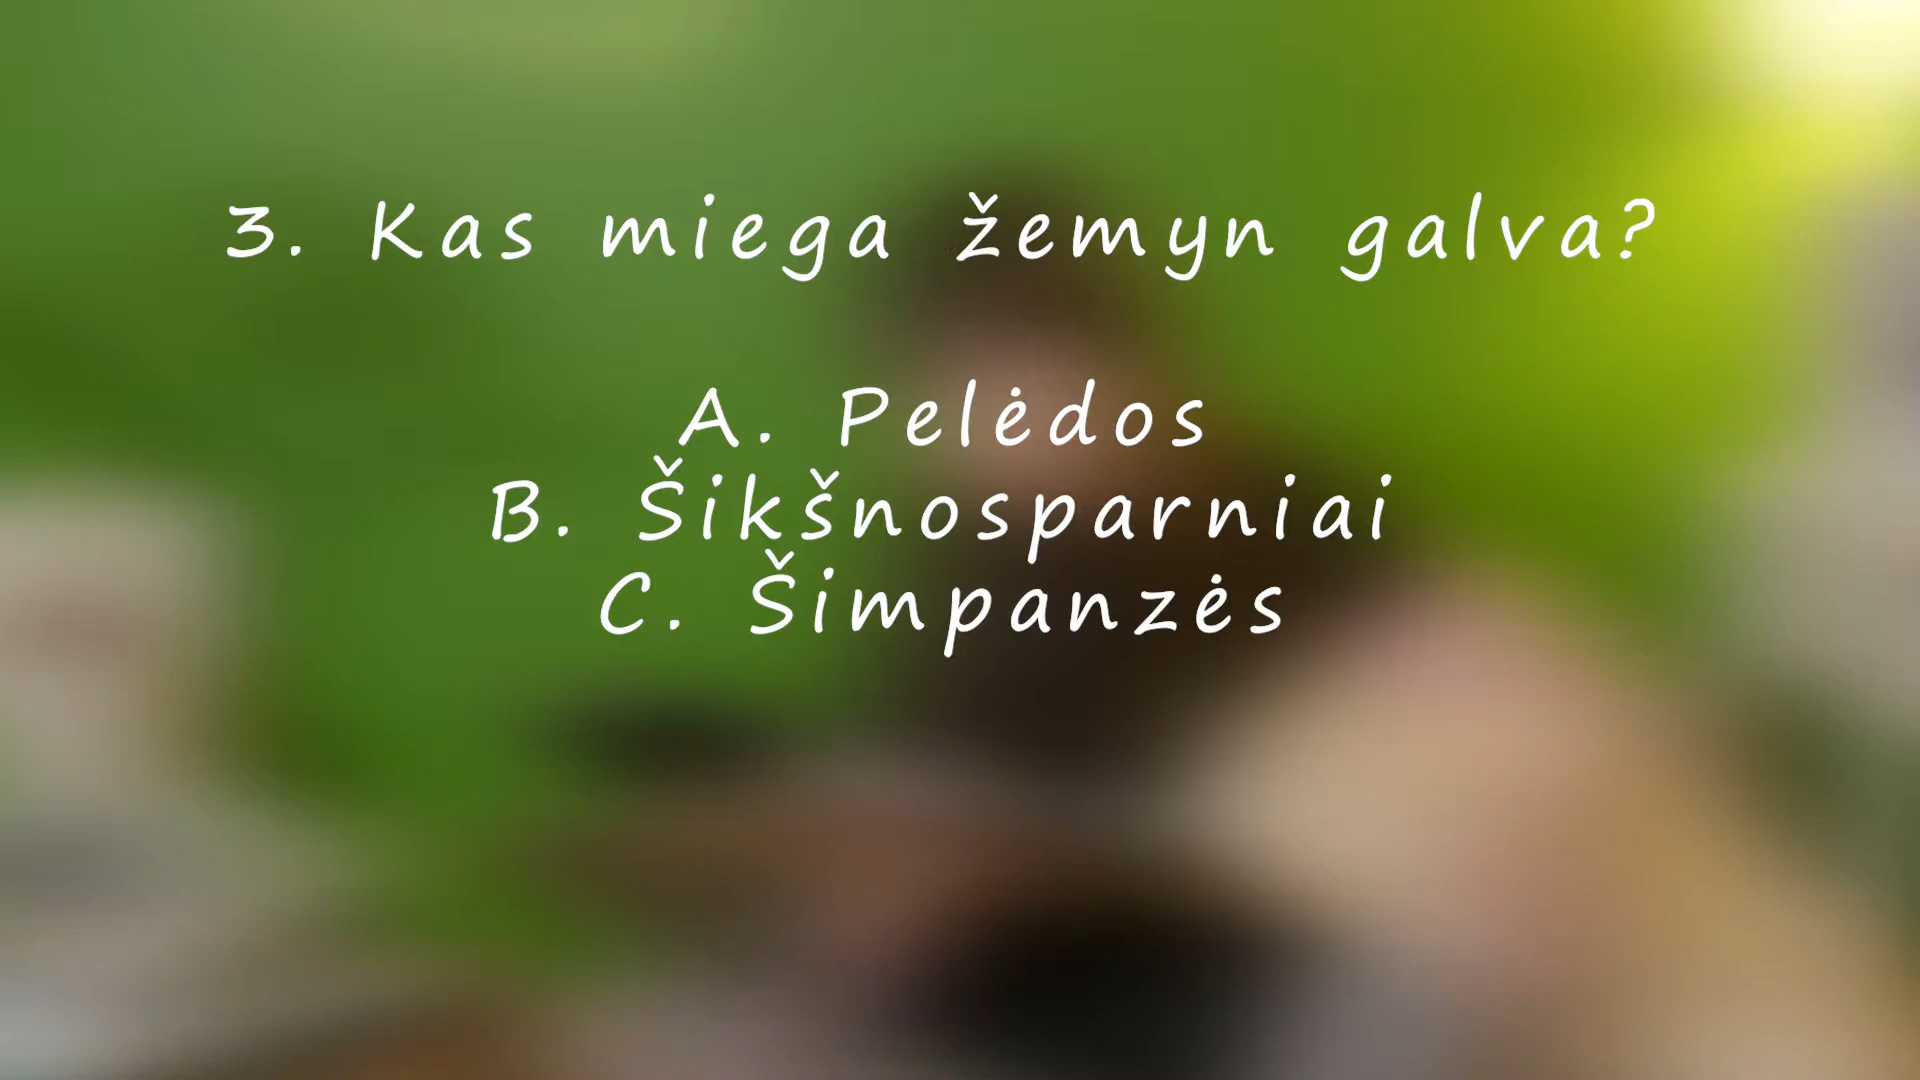 3. Kas miega žemyn galva?
A. Pelėdos
B. Šikšnosparniai
C. Šimpanzės